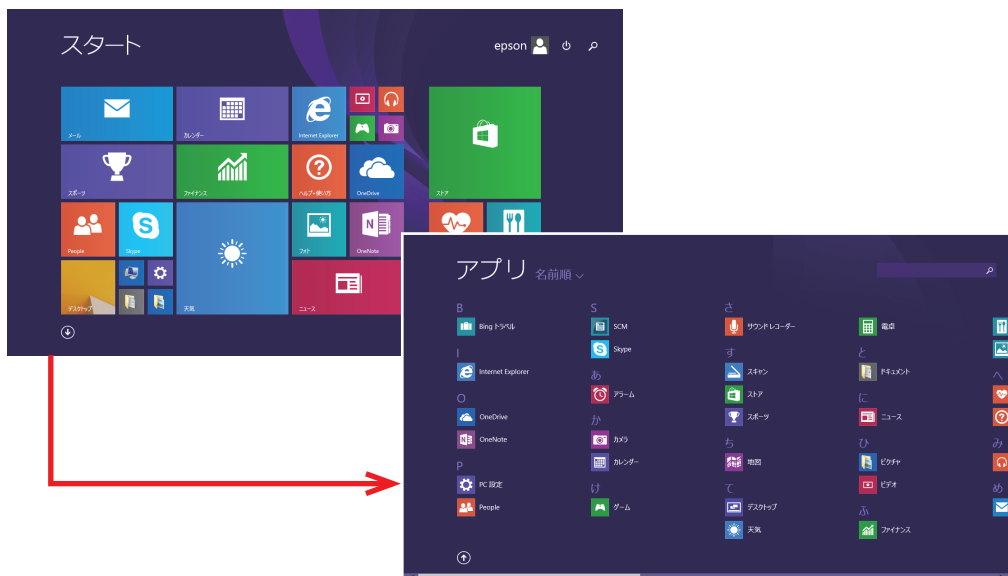 スタート
epson
メール
カレンダー
Internet Explorer
スポーツ
ファイナンス
ヘルプ+使い方
OneDrive
ストア
People
Skype
フォト
OneNote
デスクトップ
天気
ニュース
アプリ 名前順
B
Bing トラベル
I
Internet Explorer
O
OneDrive
OneNote
P
PC 設定
People
S
SCM
Skype
あ
アラーム
か
カメラ
カレンダー
け
ゲーム
さ
サウンド レコーダー
す
スキャン
ストア
スポーツ
ち
地図
て
デスクトップ
天気
電卓
と
ドキュメント
に
ニュース
ひ
ピクチャ
ビデオ
ふ
ファイナンス
へ
み
め